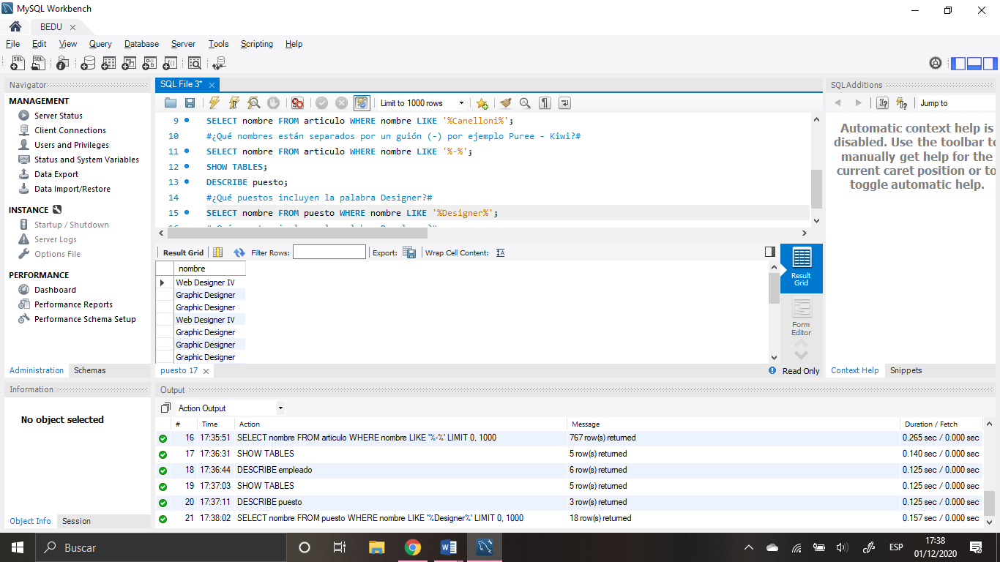 MySQL Workbench
BEDU
File Edit View Query Database Server Tools Scripting Help
Navigator
MANAGEMENT
Server Status
Client Connections
Users and Privileges
Status and System Variables
Data Export
Data Import/Restore
INSTANCE
Startup / Shutdown
Server Logs
Options File
PERFORMANCE
Dashboard
Performance Reports
Performance Schema Setup
Administration Schemas
Information
No object selected
Object Info Session
SQL File 3*
Limit to 1000 rows
9 SELECT nombre FROM articulo WHERE nombre LIKE '%Canelloni%';
10 #¿Qué nombres están separados por un guión (-) por ejemplo Puree - Kiwi?#
11 SELECT nombre FROM articulo WHERE nombre LIKE '%-%';
12 SHOW TABLES;
13 DESCRIBE puesto;
14 #¿Qué puestos incluyen la palabra Designer?#
15 SELECT nombre FROM puesto WHERE nombre LIKE '%Designer%';
Result Grid Filter Rows: Export: Wrap Cell Content:
nombre
Web Designer IV
Graphic Designer
Graphic Designer
Web Designer IV
Graphic Designer
Graphic Designer
Graphic Designer
Result
Grid
Form
Editor
puesto 17
Read Only
SQLAdditions
Jump to
Automatic context help is
disabled. Use the toolbar to
manually get help for the
current caret position or to
toggle automatic help.
Context Help Snippets
Output
Action Output
# Time Action Message Duration / Fetch
16 17:35:51 SELECT nombre FROM articulo WHERE nombre LIKE '%-%' LIMIT 0, 1000 767 row(s) returned 0.265 sec / 0.000 sec
17 17:36:31 SHOW TABLES 5 row(s) returned 0.140 sec / 0.000 sec
18 17:36:44 DESCRIBE empleado 6 row(s) returned 0.125 sec / 0.000 sec
19 17:37:03 SHOW TABLES 5 row(s) returned 0.125 sec / 0.000 sec
20 17:37:11 DESCRIBE puesto 3 row(s) returned 0.125 sec / 0.000 sec
21 17:38:02 SELECT nombre FROM puesto WHERE nombre LIKE '%Designer%' LIMIT 0, 1000 18 row(s) returned 0.157 sec / 0.000 sec
Buscar
ESP
17:38
01/12/2020